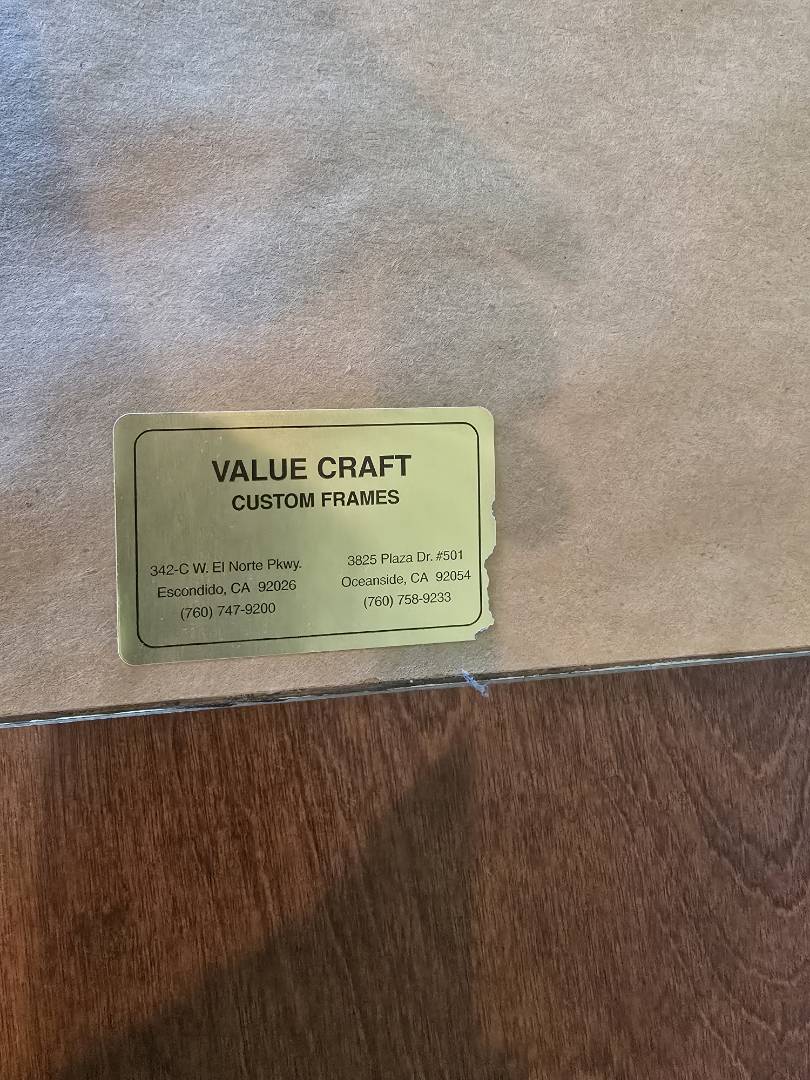 VALUE CRAFT
CUSTOM FRAMES
342-C W. El Norte Pkwy.
Escondido, CA 92026
(760) 747-9200
3825 Plaza Dr. #501
Oceanside, CA 92054
(760) 758-9233